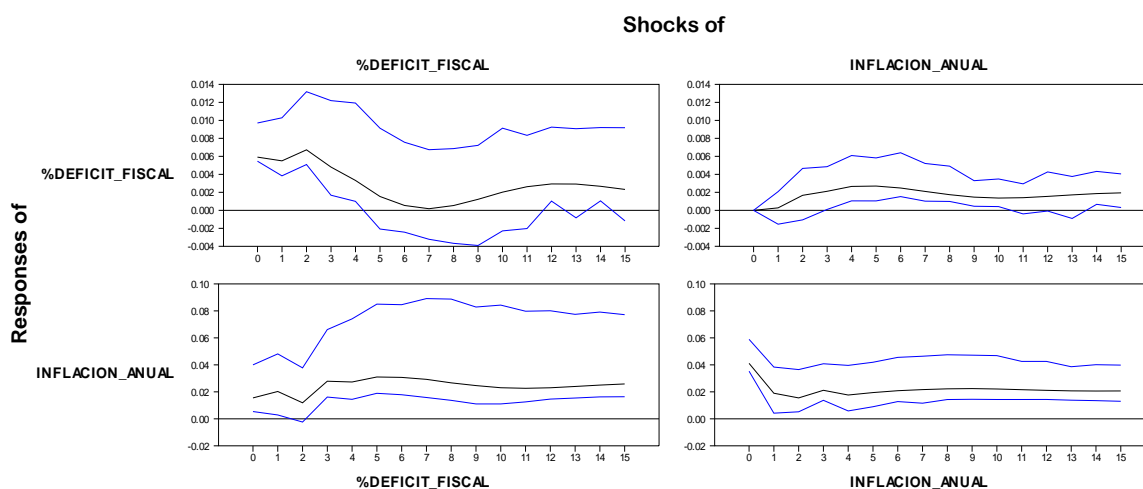 Shocks of
%DEFICIT_FISCAL
INFLACION_ANUAL
Responses of
%DEFICIT_FISCAL
0.014
0.012
0.010
0.008
0.006
0.004
0.002
0.000
-0.002
-0.004
0 1 2 3 4 5 6 7 8 9 10 11 12 13 14 15
0.014
0.012
0.010
0.008
0.006
0.004
0.002
0.000
-0.002
-0.004
0 1 2 3 4 5 6 7 8 9 10 11 12 13 14 15
INFLACION_ANUAL
0.10
0.08
0.06
0.04
0.02
0.00
-0.02
0 1 2 3 4 5 6 7 8 9 10 11 12 13 14 15
0.10
0.08
0.06
0.04
0.02
0.00
-0.02
0 1 2 3 4 5 6 7 8 9 10 11 12 13 14 15
%DEFICIT_FISCAL
INFLACION_ANUAL